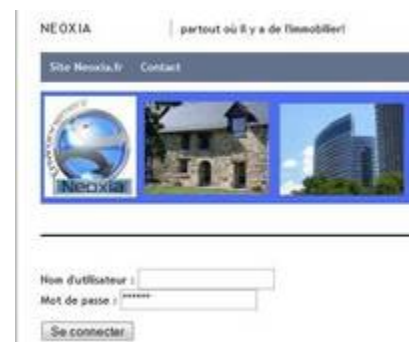 NEOXIA
partout où il y a de l'immobilier!
Site Neoxia.fr Contact
Neoxia
Nom d'utilisateur :
Mot de passe : ******
Se connecter